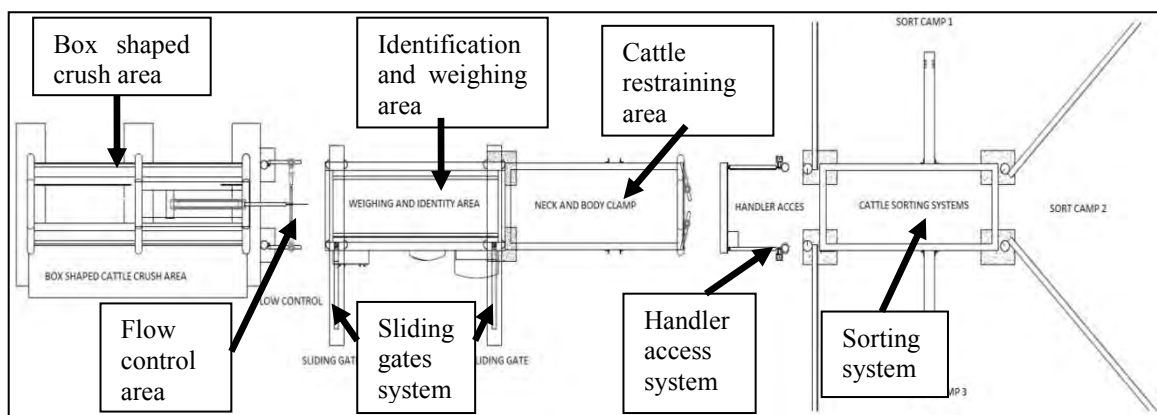 SORT CAMP 1
Box shaped
crush area
Identification
and weighing
area
Cattle
restraining
area
WEIGHING AND IDENTITY AREA
NECK AND BODY CLAMP
HANDLER ACCES
CATTLE SORTING SYSTEMS
SORT CAMP 2
BOX SHAPED CATTLE CRUSH AREA
LOW CONTROL
Flow
control
area
Sliding
gates
system
Handler
access
system
Sorting
system
SLIDING GAT
LIDING GATE
MP 3